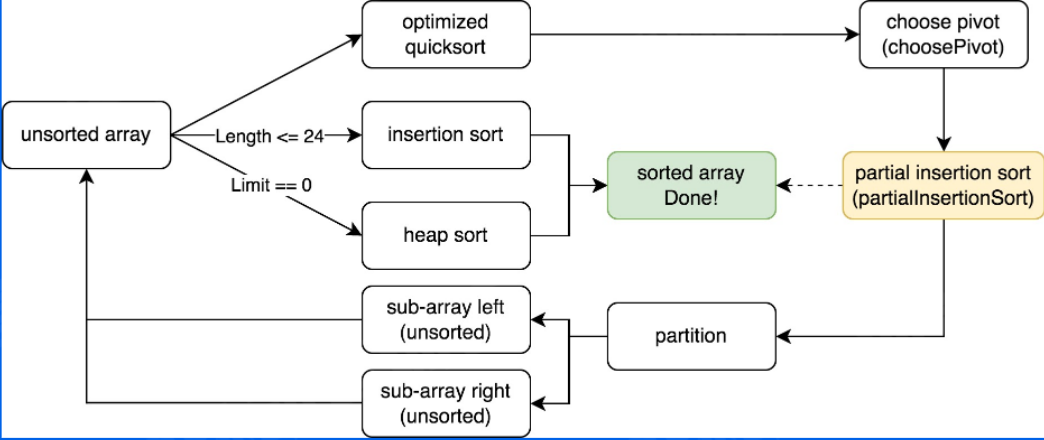 optimized
quicksort
choose pivot
(choosePivot)
unsorted array
Length <= 24
insertion sort
Limit == 0
sorted array
Done!
partial insertion sort
(partialInsertionSort)
heap sort
sub-array left
(unsorted)
partition
sub-array right
(unsorted)